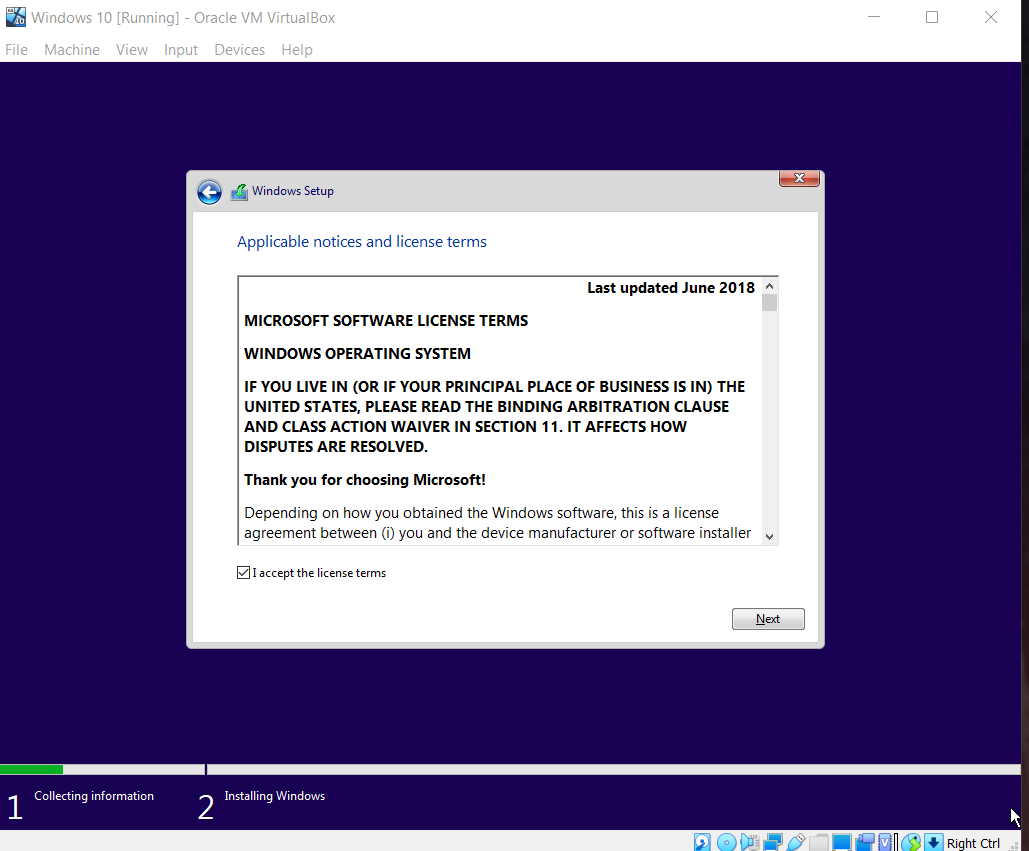 Windows 10 [Running] - Oracle VM VirtualBox
File Machine View Input Devices Help
Windows Setup
Applicable notices and license terms
Last updated June 2018
MICROSOFT SOFTWARE LICENSE TERMS
WINDOWS OPERATING SYSTEM
IF YOU LIVE IN (OR IF YOUR PRINCIPAL PLACE OF BUSINESS IS IN) THE
UNITED STATES, PLEASE READ THE BINDING ARBITRATION CLAUSE
AND CLASS ACTION WAIVER IN SECTION 11. IT AFFECTS HOW
DISPUTES ARE RESOLVED.
Thank you for choosing Microsoft!
Depending on how you obtained the Windows software, this is a license
agreement between (i) you and the device manufacturer or software installer
I accept the license terms
Next
1 Collecting information 2 Installing Windows
Right Ctrl